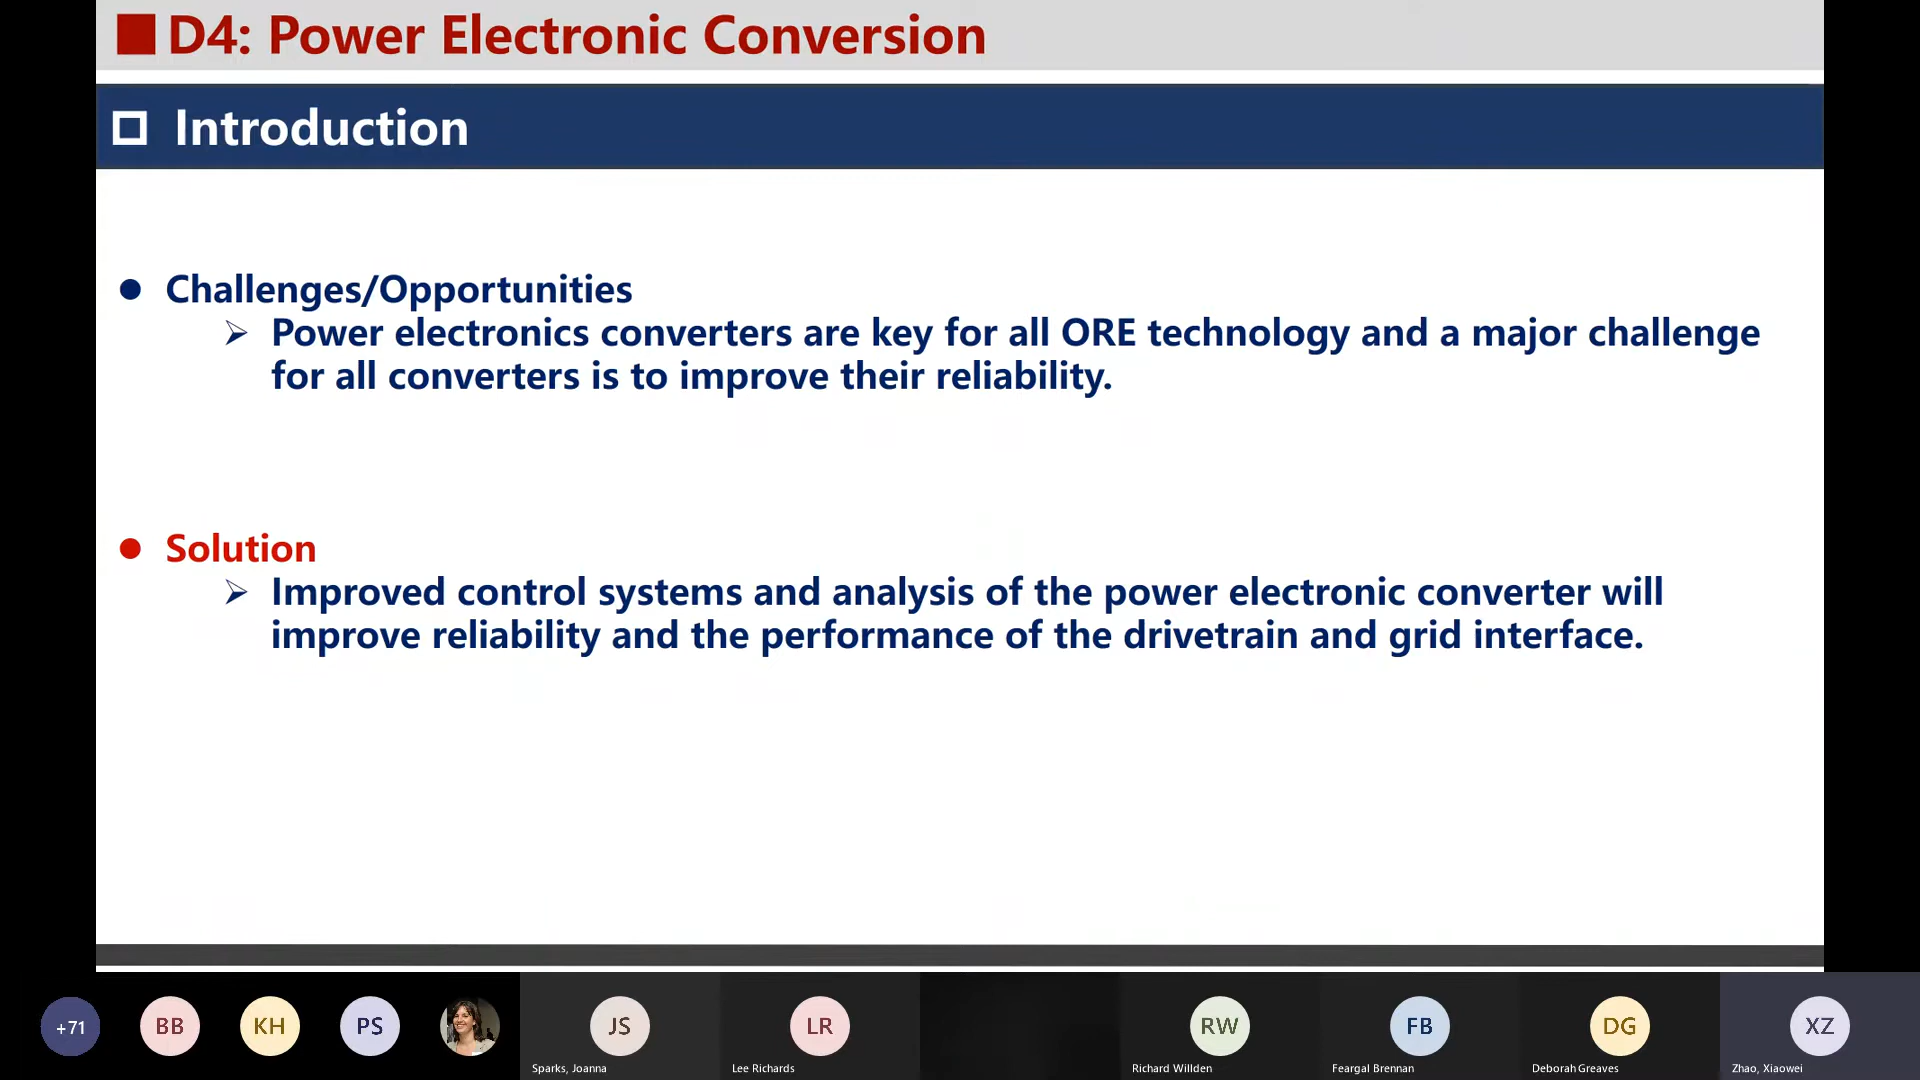 D4: Power Electronic Conversion
Introduction
Challenges/Opportunities
Power electronics converters are key for all ORE technology and a major challenge
for all converters is to improve their reliability.
Solution
Improved control systems and analysis of the power electronic converter will
improve reliability and the performance of the drivetrain and grid interface.
+71
BB
KH
PS
JS
LR
RW
FB
DG
XZ
Sparks, Joanna
Lee Richards
Richard Willden
Feargal Brennan
Deborah Greaves
Zhao, Xiaowei